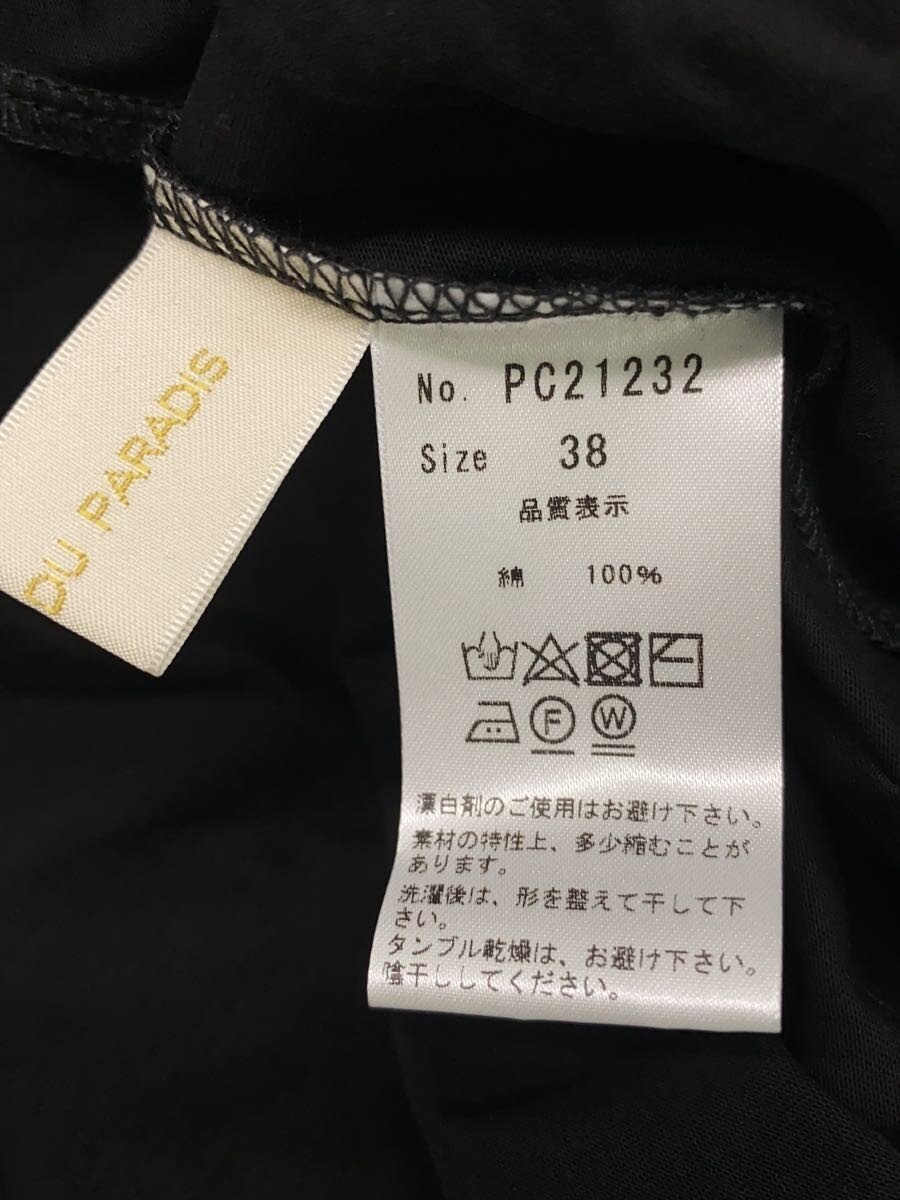 DU PARADIS
No. PC21232
Size 38
品質表示
綿 100%
F W
漂白剤のご使用はお避け下さい。
素材の特性上、多少縮むことが
あります。
洗濯後は、形を整えて干して下
さい。
タンブル乾燥は、お避け下さい。
陰干ししてください。